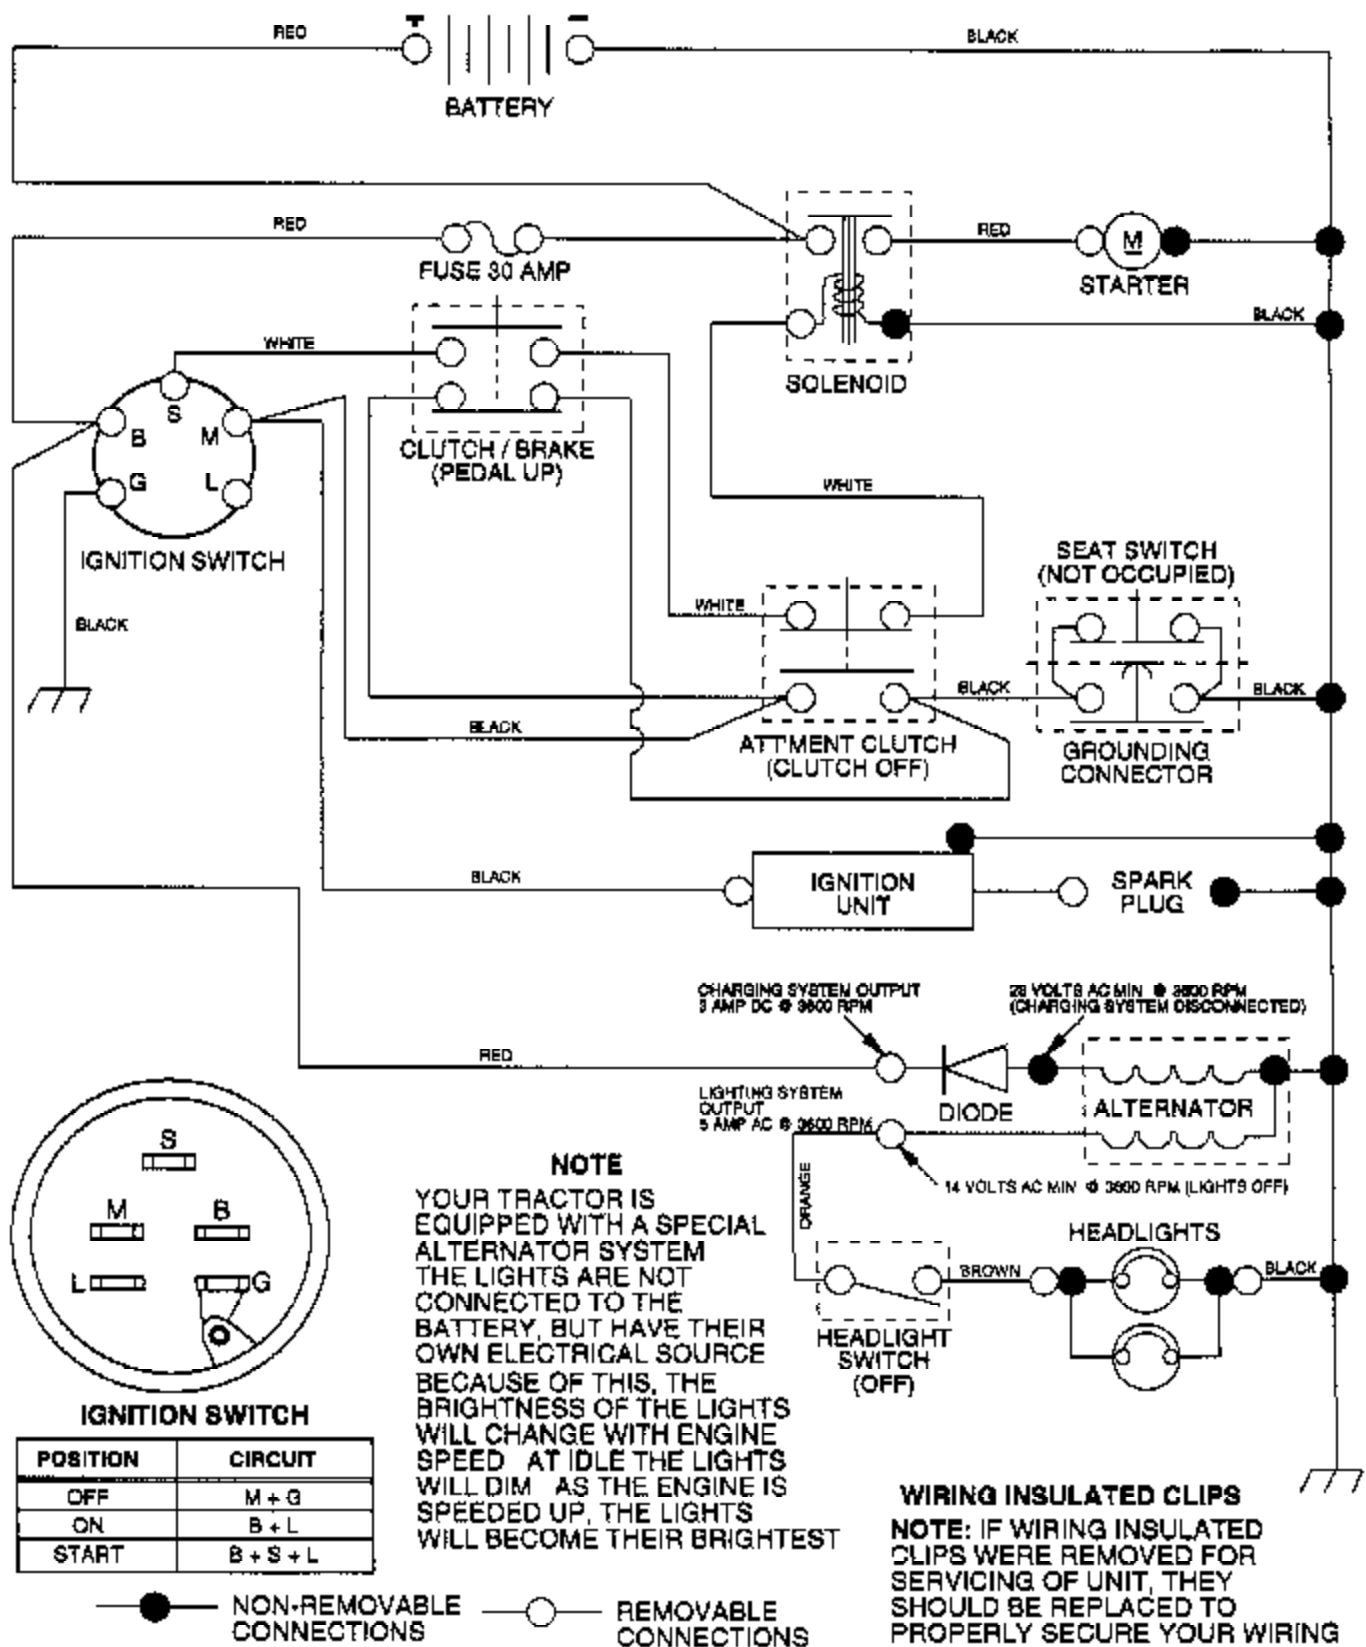 + −
RED
BLACK
BATTERY
RED
RED
FUSE 30 AMP
M
STARTER
BLACK
WHITE
SOLENOID
S
B
M
G
L
CLUTCH / BRAKE
(PEDAL UP)
WHITE
IGNITION SWITCH
SEAT SWITCH
(NOT OCCUPIED)
BLACK
WHITE
BLACK
BLACK
BLACK
ATT'MENT CLUTCH
(CLUTCH OFF)
GROUNDING
CONNECTOR
BLACK
IGNITION
UNIT
SPARK
PLUG
CHARGING SYSTEM OUTPUT
3 AMP DC @ 3600 RPM
28 VOLTS AC MIN @ 3600 RPM
(CHARGING SYSTEM DISCONNECTED)
RED
LIGHTING SYSTEM
OUTPUT
5 AMP AC @ 3600 RPM
DIODE
ALTERNATOR
ORANGE
14 VOLTS AC MIN @ 3600 RPM (LIGHTS OFF)
HEADLIGHTS
BROWN
BLACK
HEADLIGHT
SWITCH
(OFF)
S
M
B
L
G
IGNITION SWITCH
POSITION CIRCUIT
OFF M + G
ON B + L
START B + S + L
NOTE
YOUR TRACTOR IS
EQUIPPED WITH A SPECIAL
ALTERNATOR SYSTEM
THE LIGHTS ARE NOT
CONNECTED TO THE
BATTERY, BUT HAVE THEIR
OWN ELECTRICAL SOURCE
BECAUSE OF THIS, THE
BRIGHTNESS OF THE LIGHTS
WILL CHANGE WITH ENGINE
SPEED AT IDLE THE LIGHTS
WILL DIM AS THE ENGINE IS
SPEEDED UP, THE LIGHTS
WILL BECOME THEIR BRIGHTEST
WIRING INSULATED CLIPS
NOTE: IF WIRING INSULATED
CLIPS WERE REMOVED FOR
SERVICING OF UNIT, THEY
SHOULD BE REPLACED TO
PROPERLY SECURE YOUR WIRING
NON-REMOVABLE
CONNECTIONS
REMOVABLE
CONNECTIONS